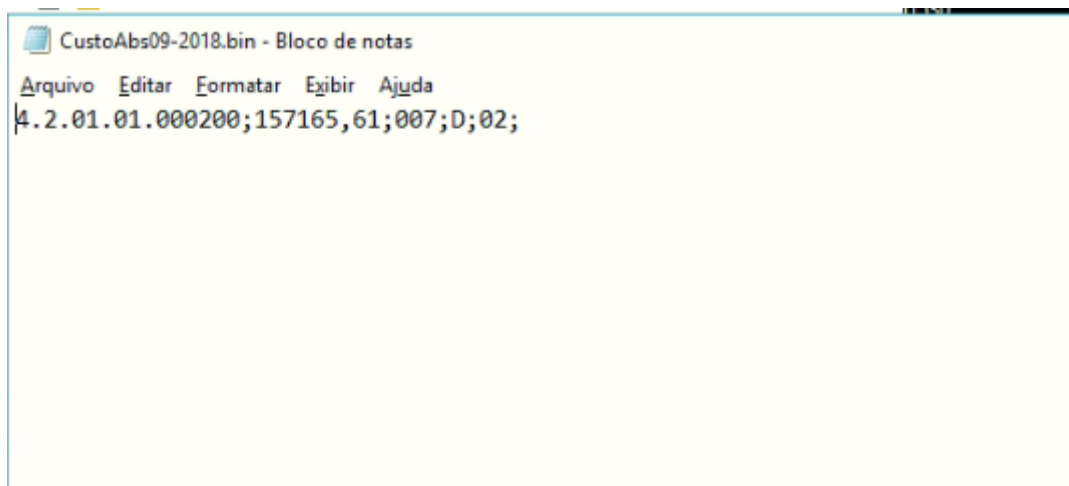 CustoAbs09-2018.bin - Bloco de notas
Arquivo Editar Formatar Exibir Ajuda
4.2.01.01.000200;157165,61;007;D;02;